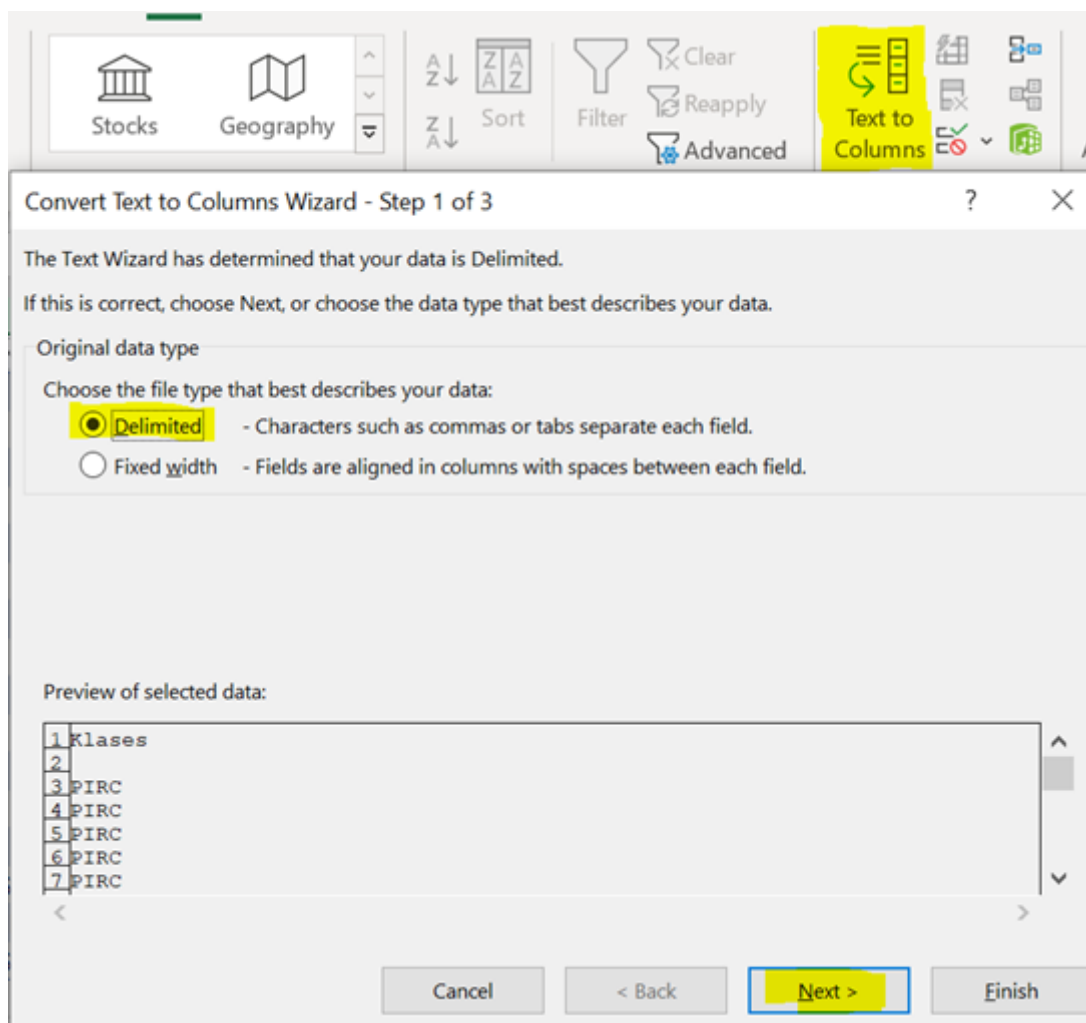 Stocks
Geography
Sort
Filter
Clear
Reapply
Advanced
Text to
Columns
Convert Text to Columns Wizard - Step 1 of 3
The Text Wizard has determined that your data is Delimited.
If this is correct, choose Next, or choose the data type that best describes your data.
Original data type
Choose the file type that best describes your data:
Delimited - Characters such as commas or tabs separate each field.
Fixed width - Fields are aligned in columns with spaces between each field.
Preview of selected data:
1 Klases
2
3 PIRC
4 PIRC
5 PIRC
6 PIRC
7 PIRC
Cancel < Back Next > Finish